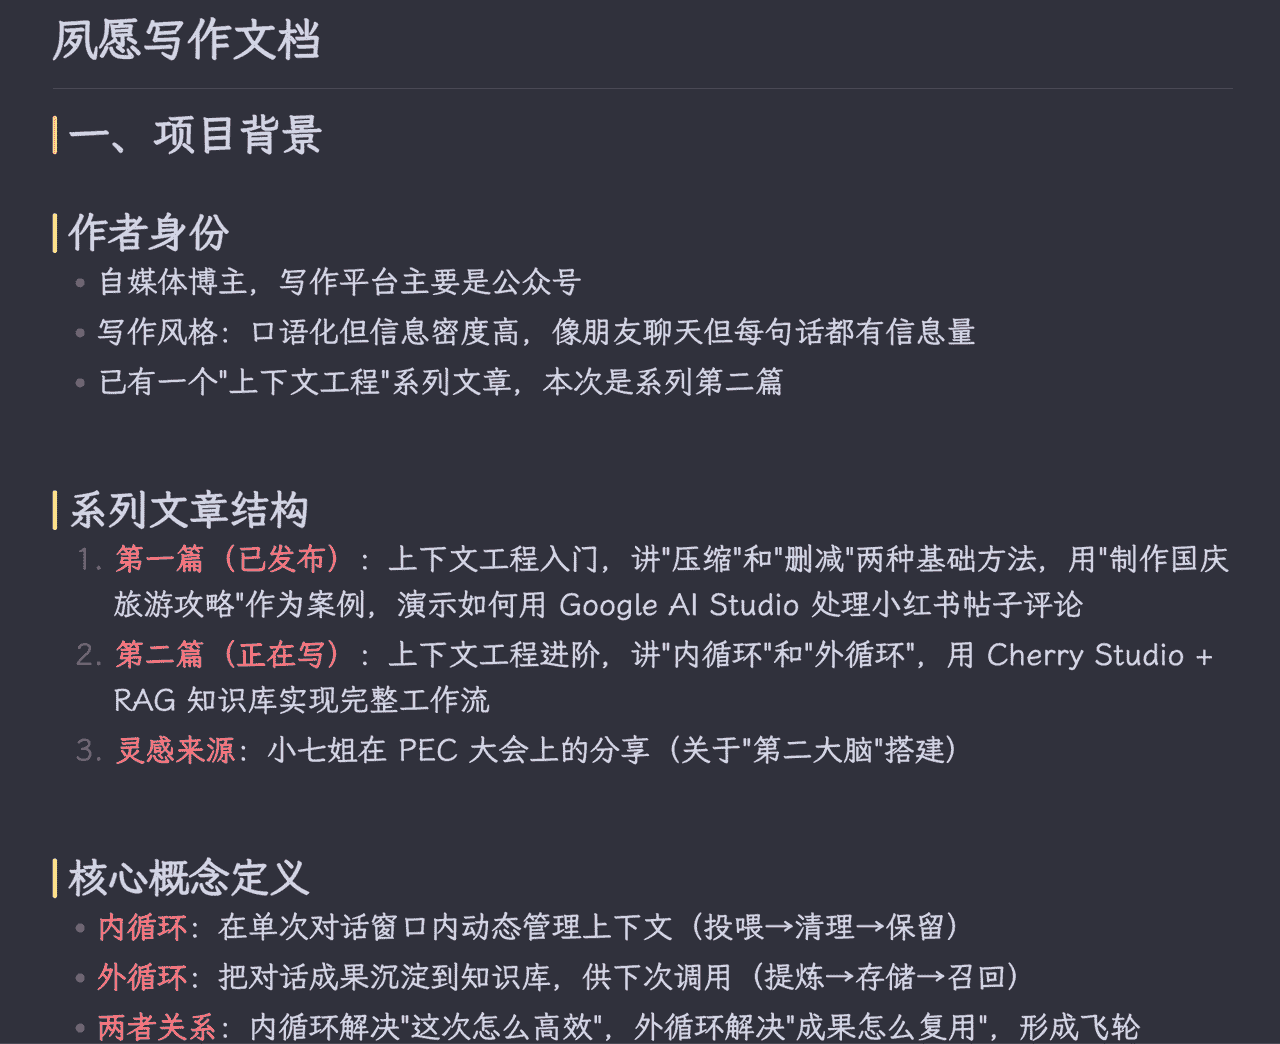 夙愿写作文档
一、项目背景
作者身份
• 自媒体博主，写作平台主要是公众号
• 写作风格：口语化但信息密度高，像朋友聊天但每句话都有信息量
• 已有一个"上下文工程"系列文章，本次是系列第二篇
系列文章结构
1. 第一篇（已发布）：上下文工程入门，讲"压缩"和"删减"两种基础方法，用"制作国庆
旅游攻略"作为案例，演示如何用 Google AI Studio 处理小红书帖子评论
2. 第二篇（正在写）：上下文工程进阶，讲"内循环"和"外循环"，用 Cherry Studio +
RAG 知识库实现完整工作流
3. 灵感来源：小七姐在 PEC 大会上的分享（关于"第二大脑"搭建）
核心概念定义
• 内循环：在单次对话窗口内动态管理上下文（投喂→清理→保留）
• 外循环：把对话成果沉淀到知识库，供下次调用（提炼→存储→召回）
• 两者关系：内循环解决"这次怎么高效"，外循环解决"成果怎么复用"，形成飞轮